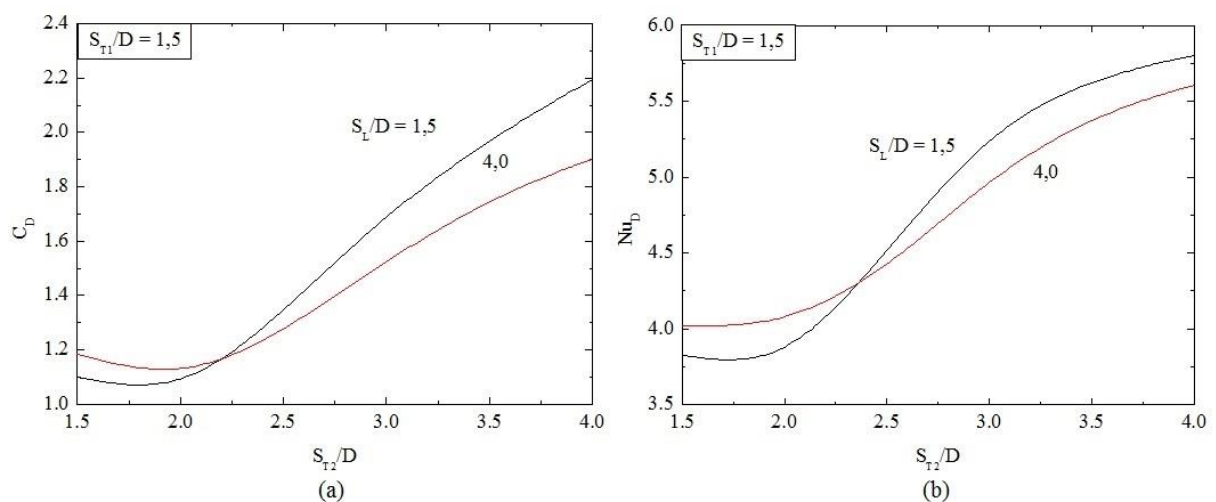 S_T1/D = 1,5
S_L/D = 1,5
4,0
C_D
2.4
2.2
2.0
1.8
1.6
1.4
1.2
1.0
1.5 2.0 2.5 3.0 3.5 4.0
S_T2/D
(a)
S_T1/D = 1,5
S_L/D = 1,5
4,0
Nu_D
6.0
5.5
5.0
4.5
4.0
3.5
1.5 2.0 2.5 3.0 3.5 4.0
S_T2/D
(b)